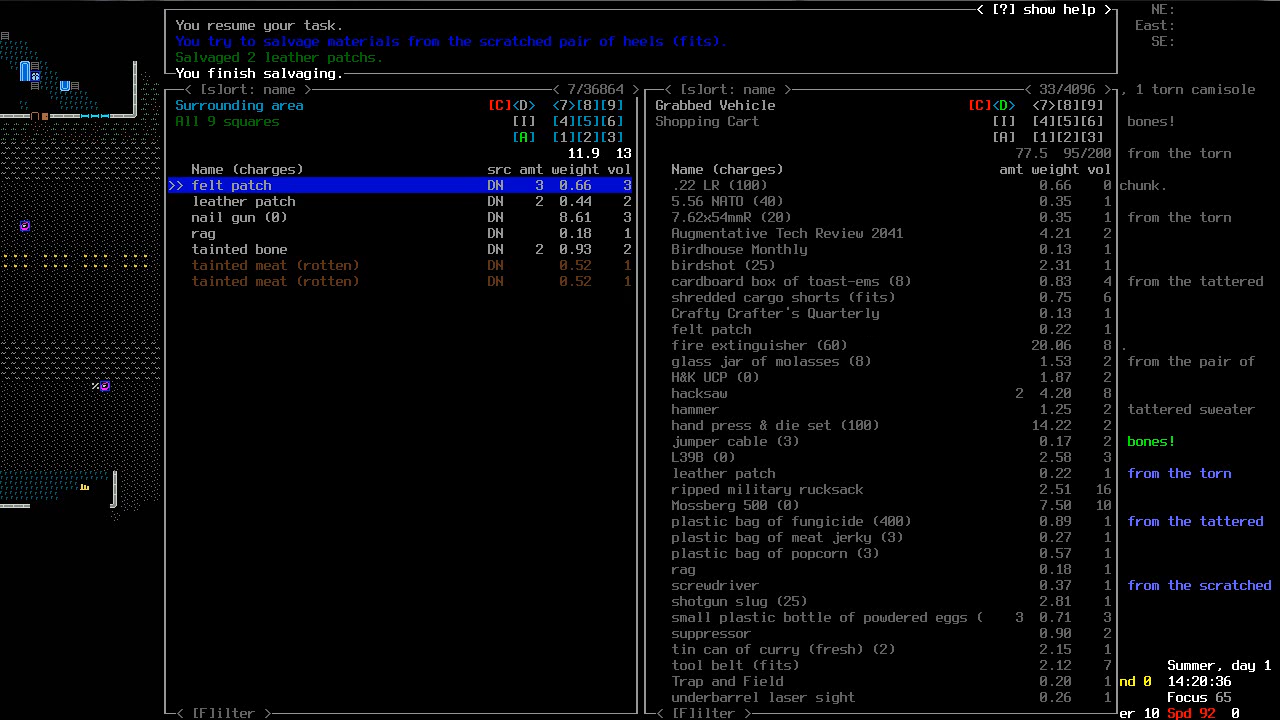 < [?] show help >
NE:
You resume your task.
East:
You try to salvage materials from the scratched pair of heels (fits).
SE:
Salvaged 2 leather patchs.
You finish salvaging.
< [s]ort: name > < 7/36864 > < [s]ort: name > < 33/4096 > , 1 torn camisole
Surrounding area [C]<D> <7>[8][9] Grabbed Vehicle [C]<D> <7>[8][9]
All 9 squares [I] [4][5][6] Shopping Cart [I] [4][5][6] bones!
[A] [1][2][3] [A] [1][2][3]
11.9 13 77.5 95/200 from the torn
Name (charges) src amt weight vol Name (charges) amt weight vol
>> felt patch DN 3 0.66 3 .22 LR (100) 0.66 0 chunk.
leather patch DN 2 0.44 2 5.56 NATO (40) 0.35 1
nail gun (0) DN 8.61 3 7.62x54mmR (20) 0.35 1 from the torn
rag DN 0.18 1 Augmentative Tech Review 2041 4.21 2
tainted bone DN 2 0.93 2 Birdhouse Monthly 0.13 1
tainted meat (rotten) DN 0.52 1 birdshot (25) 2.31 1
tainted meat (rotten) DN 0.52 1 cardboard box of toast-ems (8) 0.83 4 from the tattered
shredded cargo shorts (fits) 0.75 6
Crafty Crafter's Quarterly 0.13 1
felt patch 0.22 1
fire extinguisher (60) 20.06 8 .
glass jar of molasses (8) 1.53 2 from the pair of
H&K UCP (0) 1.87 2
hacksaw 2 4.20 8
hammer 1.25 2 tattered sweater
hand press & die set (100) 14.22 2
jumper cable (3) 0.17 2 bones!
L39B (0) 2.58 3
leather patch 0.22 1 from the torn
ripped military rucksack 2.51 16
Mossberg 500 (0) 7.50 10
plastic bag of fungicide (400) 0.89 1 from the tattered
plastic bag of meat jerky (3) 0.27 1
plastic bag of popcorn (3) 0.57 1
rag 0.18 1
screwdriver 0.37 1 from the scratched
shotgun slug (25) 2.81 1
small plastic bottle of powdered eggs ( 3 0.71 3
suppressor 0.90 2
tin can of curry (fresh) (2) 2.15 1
tool belt (fits) 2.12 7 Summer, day 1
Trap and Field 0.20 1 nd 0 14:20:36
underbarrel laser sight 0.26 1 Focus 65
< [F]ilter > < [F]ilter > er 10 Spd 92 0